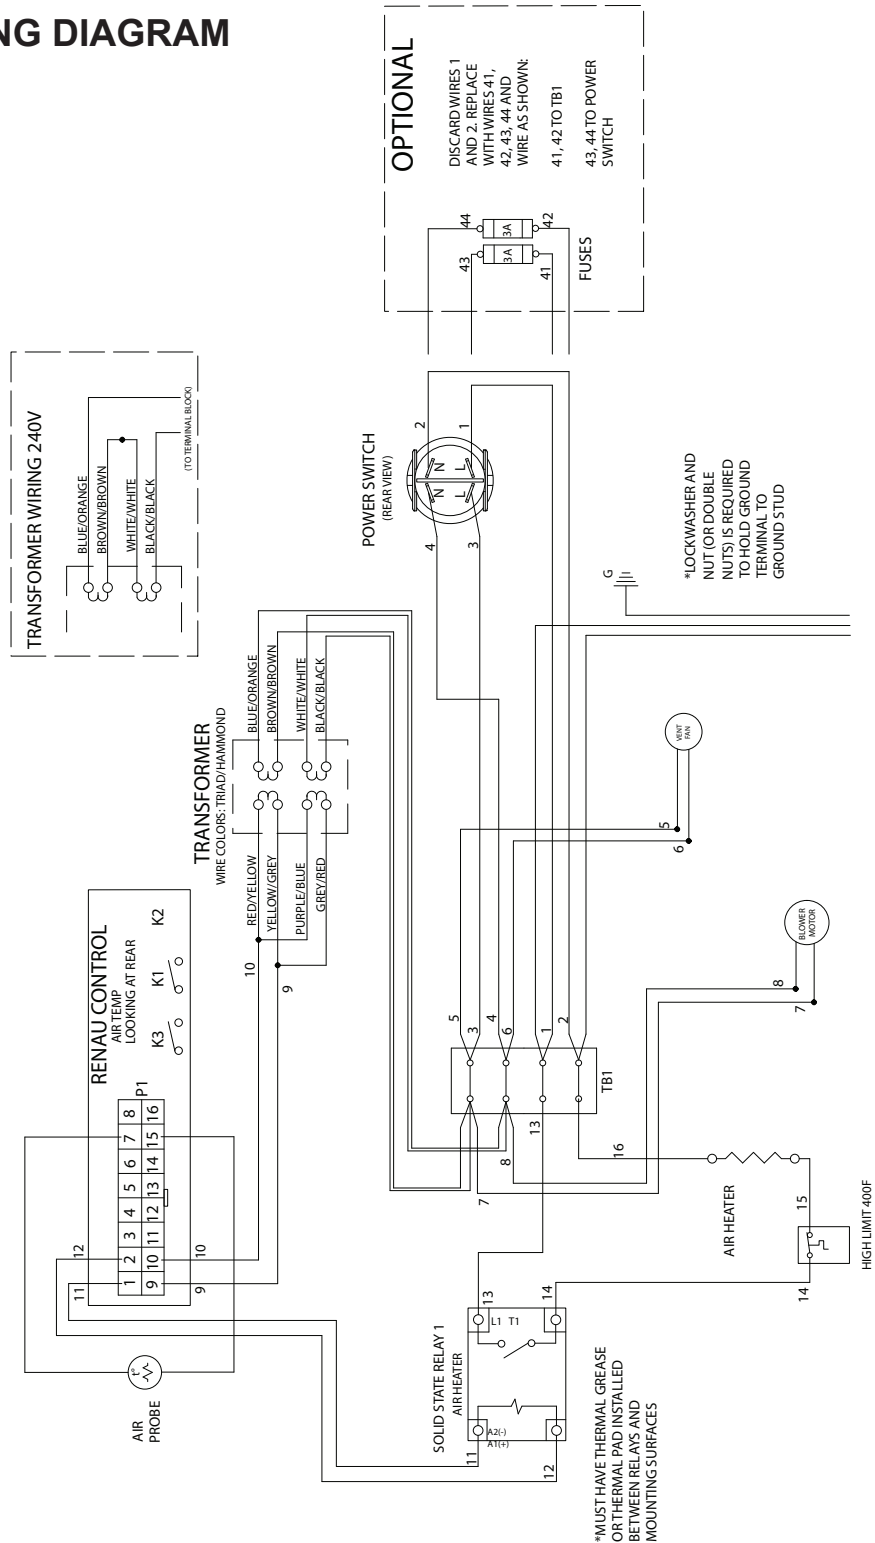 NG DIAGRAM
OPTIONAL
DISCARD WIRES 1
AND 2. REPLACE
WITH WIRES 41,
42, 43, 44 AND
WIRE AS SHOWN:
41, 42 TO TB1
43, 44 TO POWER
SWITCH
44
3A
42
43
3A
41
FUSES
TRANSFORMER WIRING 240V
BLUE/ORANGE
BROWN/BROWN
WHITE/WHITE
BLACK/BLACK
(TO TERMINAL BLOCK)
POWER SWITCH
(REAR VIEW)
2
1
N
N
L
L
4
3
G
*LOCKWASHER AND
NUT (OR DOUBLE
NUTS) IS REQUIRED
TO HOLD GROUND
TERMINAL TO
GROUND STUD
TRANSFORMER
WIRE COLORS: TRIAD/HAMMOND
BLUE/ORANGE
BROWN/BROWN
WHITE/WHITE
BLACK/BLACK
RED/YELLOW
YELLOW/GREY
PURPLE/BLUE
GREY/RED
10
9
RENAU CONTROL
AIR TEMP
LOOKING AT REAR
K3
K1
K2
P1
1 2 3 4 5 6 7 8
9 10 11 12 13 14 15 16
11
12
9
10
AIR
PROBE
t°
VENT
FAN
5
6
BLOWER
MOTOR
8
7
5
3
4
6
1
2
TB1
13
8
7
16
AIR HEATER
15
HIGH LIMIT 400F
14
SOLID STATE RELAY 1
AIR HEATER
13
L1 T1
14
A2(-)
A1(+)
11
12
*MUST HAVE THERMAL GREASE
OR THERMAL PAD INSTALLED
BETWEEN RELAYS AND
MOUNTING SURFACES